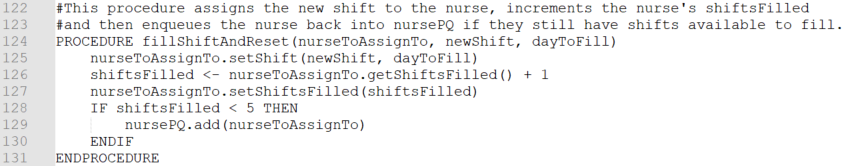 122 #This procedure assigns the new shift to the nurse, increments the nurse's shiftsFilled
123 #and then enqueues the nurse back into nursePQ if they still have shifts available to fill.
124 PROCEDURE fillShiftAndReset(nurseToAssignTo, newShift, dayToFill)
125     nurseToAssignTo.setShift(newShift, dayToFill)
126     shiftsFilled <- nurseToAssignTo.getShiftsFilled() + 1
127     nurseToAssignTo.setShiftsFilled(shiftsFilled)
128     IF shiftsFilled < 5 THEN
129         nursePQ.add(nurseToAssignTo)
130     ENDIF
131 ENDPROCEDURE